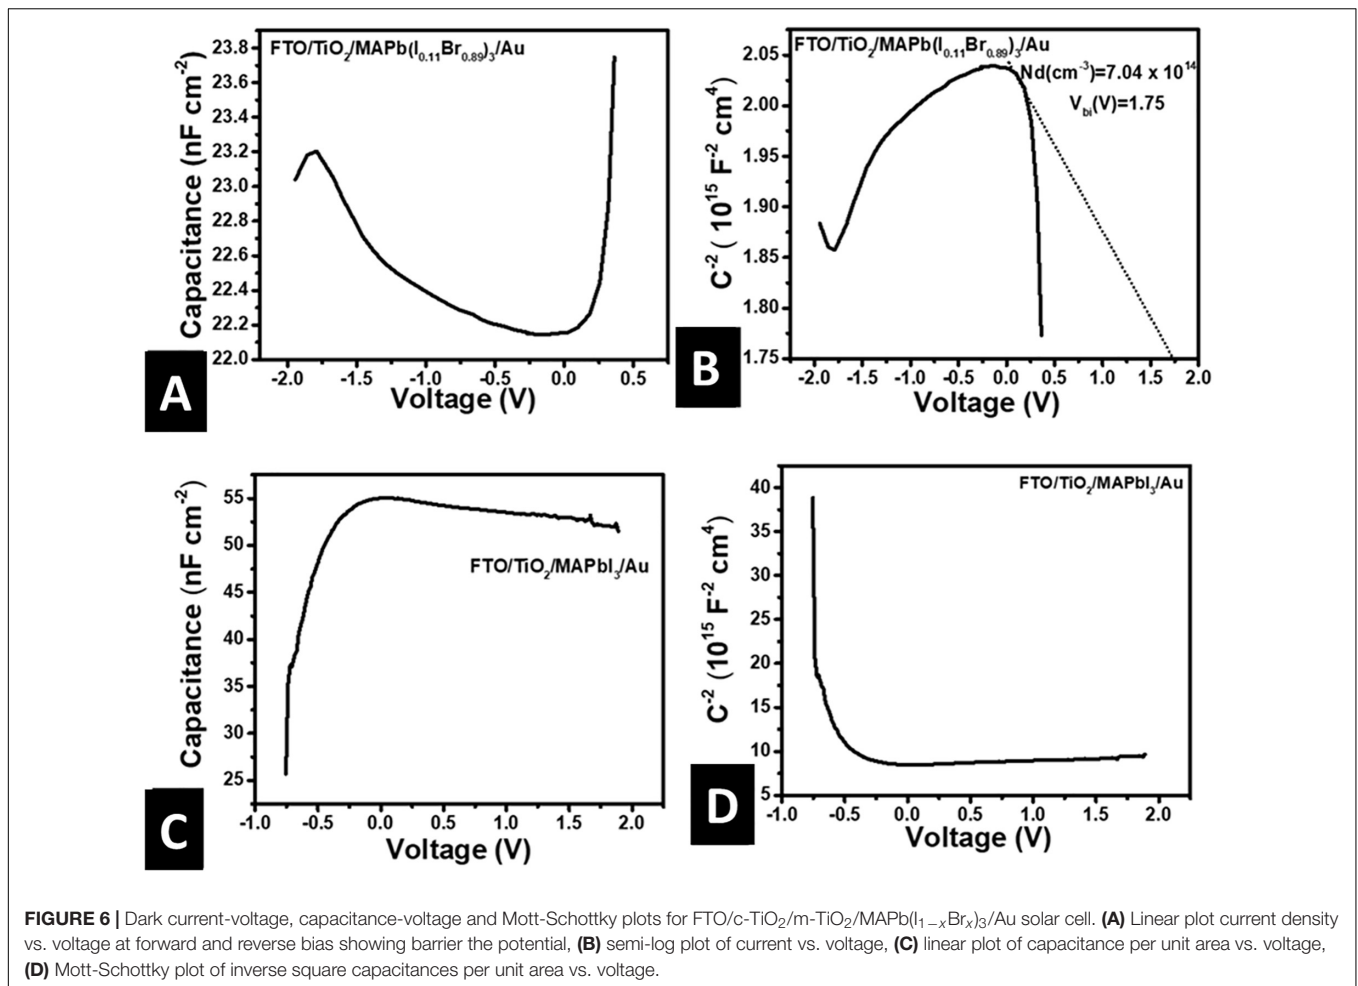 FTO/TiO2/MAPb(I0.11Br0.89)3/Au
Capacitance (nF cm-2)
23.8
23.6
23.4
23.2
23.0
22.8
22.6
22.4
22.2
22.0
-2.0 -1.5 -1.0 -0.5 0.0 0.5
Voltage (V)
A
FTO/TiO2/MAPb(I0.11Br0.89)3/Au
Nd(cm-3)=7.04 x 1014
Vbi(V)=1.75
C-2 ( 1015 F-2 cm4)
2.05
2.00
1.95
1.90
1.85
1.80
1.75
-2.0 -1.5 -1.0 -0.5 0.0 0.5 1.0 1.5 2.0
Voltage (V)
B
Capacitance (nF cm-2)
55
50
45
40
35
30
25
FTO/TiO2/MAPbI3/Au
-1.0 -0.5 0.0 0.5 1.0 1.5 2.0
Voltage (V)
C
FTO/TiO2/MAPbI3/Au
C-2 (1015 F-2 cm4)
40
35
30
25
20
15
10
5
-1.0 -0.5 0.0 0.5 1.0 1.5 2.0
Voltage (V)
D
FIGURE 6 | Dark current-voltage, capacitance-voltage and Mott-Schottky plots for FTO/c-TiO2/m-TiO2/MAPb(I1−xBrx)3/Au solar cell. (A) Linear plot current density
vs. voltage at forward and reverse bias showing barrier the potential, (B) semi-log plot of current vs. voltage, (C) linear plot of capacitance per unit area vs. voltage,
(D) Mott-Schottky plot of inverse square capacitances per unit area vs. voltage.